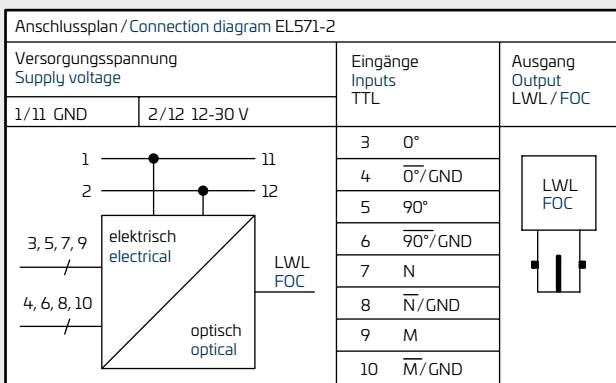 Anschlussplan / Connection diagram EL571-2
Versorgungsspannung
Supply voltage
1/11 GND
2/12 12-30 V
Eingänge
Inputs
TTL
Ausgang
Output
LWL / FOC
1
11
2
12
3, 5, 7, 9
4, 6, 8, 10
elektrisch
electrical
optisch
optical
LWL
FOC
3 0°
4 0̅°̅/GND
5 90°
6 9̅0̅°̅/GND
7 N
8 N̅/GND
9 M
10 M̅/GND
LWL
FOC